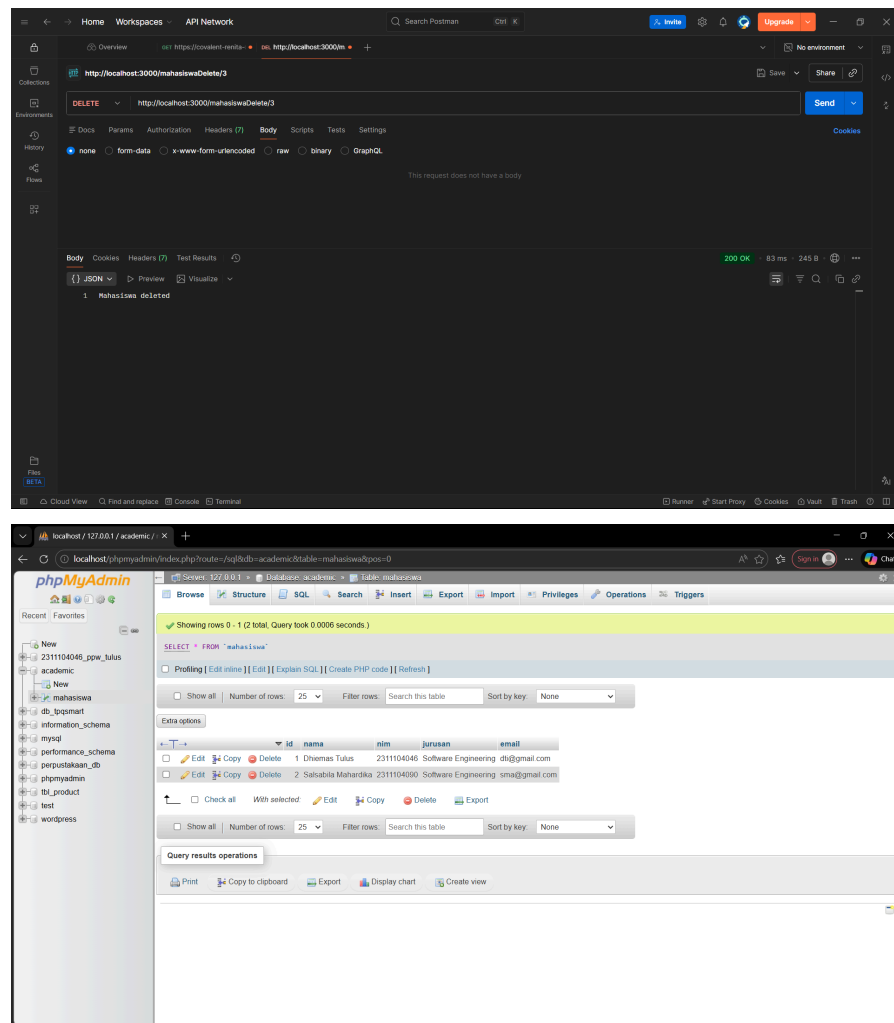 Home Workspaces API Network Search Postman Ctrl K Invite Upgrade
Overview GET https://covalent-renita- DEL http://localhost:3000/m No environment
http://localhost:3000/mahasiswaDelete/3 Save Share
Collections
DELETE http://localhost:3000/mahasiswaDelete/3 Send
Environments
Docs Params Authorization Headers (7) Body Scripts Tests Settings Cookies
History
none form-data x-www-form-urlencoded raw binary GraphQL
Flows
This request does not have a body
Body Cookies Headers (7) Test Results 200 OK 83 ms 245 B
{} JSON Preview Visualize
1 Mahasiswa deleted
Files
BETA
Cloud View Find and replace Console Terminal Runner Start Proxy Cookies Vault Trash
localhost / 127.0.0.1 / academic /
localhost/phpmyadmin/index.php?route=/sql&db=academic&table=mahasiswa&pos=0 Sign in Chat
phpMyAdmin
Server: 127.0.0.1 » Database: academic » Table: mahasiswa
Browse Structure SQL Search Insert Export Import Privileges Operations Triggers
Recent Favorites
New
2311104046_ppw_tulus
academic
New
mahasiswa
db_tpqsmart
information_schema
mysql
performance_schema
perpustakaan_db
phpmyadmin
tbl_product
test
wordpress
Showing rows 0 - 1 (2 total, Query took 0.0006 seconds.)
SELECT * FROM `mahasiswa`
Profiling [ Edit inline ] [ Edit ] [ Explain SQL ] [ Create PHP code ] [ Refresh ]
Show all Number of rows: 25 Filter rows: Search this table Sort by key: None
Extra options
id nama nim jurusan email
Edit Copy Delete 1 Dhiemas Tulus 2311104046 Software Engineering dti@gmail.com
Edit Copy Delete 2 Salsabila Mahardika 2311104090 Software Engineering sma@gmail.com
Check all With selected: Edit Copy Delete Export
Show all Number of rows: 25 Filter rows: Search this table Sort by key: None
Query results operations
Print Copy to clipboard Export Display chart Create view